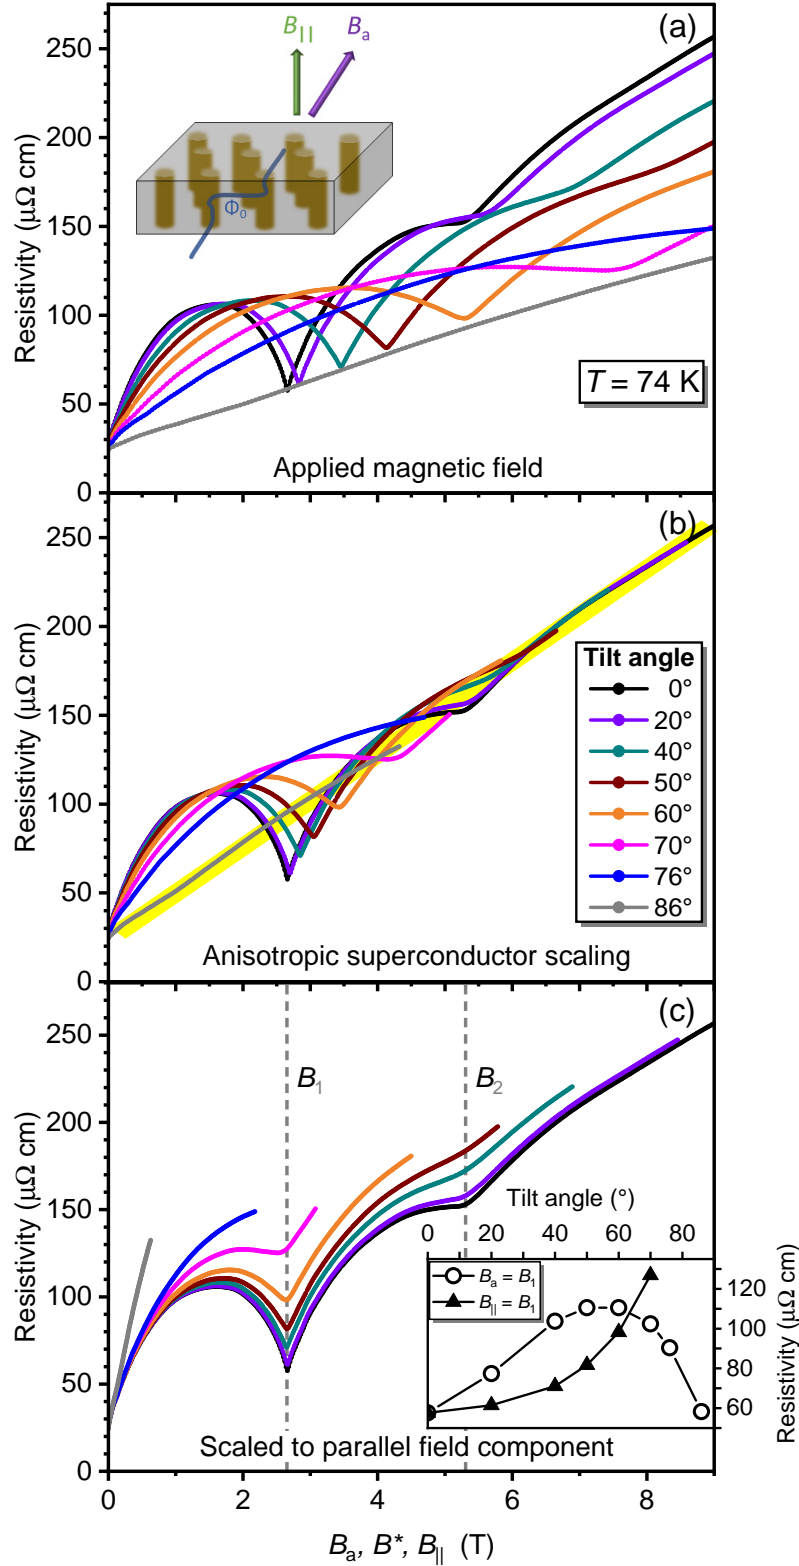 (a)
B|| Ba
Φ0
250
200
150
100
50
0
Resistivity (μΩ cm)
T = 74 K
Applied magnetic field
(b)
250
200
150
100
50
0
Resistivity (μΩ cm)
Tilt angle
0°
20°
40°
50°
60°
70°
76°
86°
Anisotropic superconductor scaling
(c)
250
200
150
100
50
0
Resistivity (μΩ cm)
B1
B2
Tilt angle (°)
0 20 40 60 80
Ba = B1
B|| = B1
120
100
80
60
Resistivity (μΩ cm)
Scaled to parallel field component
0 2 4 6 8
Ba, B*, B|| (T)